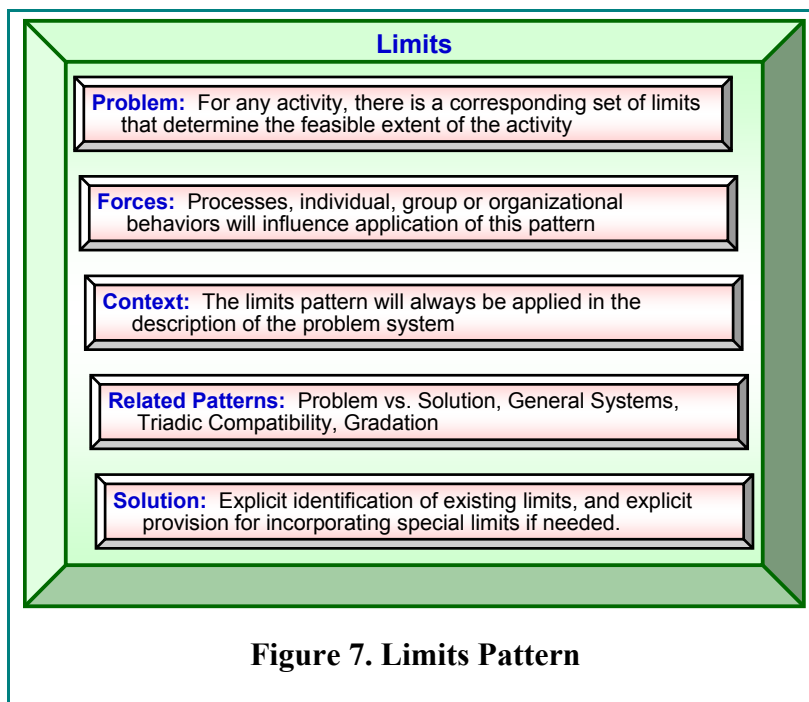 Limits
Problem: For any activity, there is a corresponding set of limits
that determine the feasible extent of the activity
Forces: Processes, individual, group or organizational
behaviors will influence application of this pattern
Context: The limits pattern will always be applied in the
description of the problem system
Related Patterns: Problem vs. Solution, General Systems,
Triadic Compatibility, Gradation
Solution: Explicit identification of existing limits, and explicit
provision for incorporating special limits if needed.
Figure 7. Limits Pattern